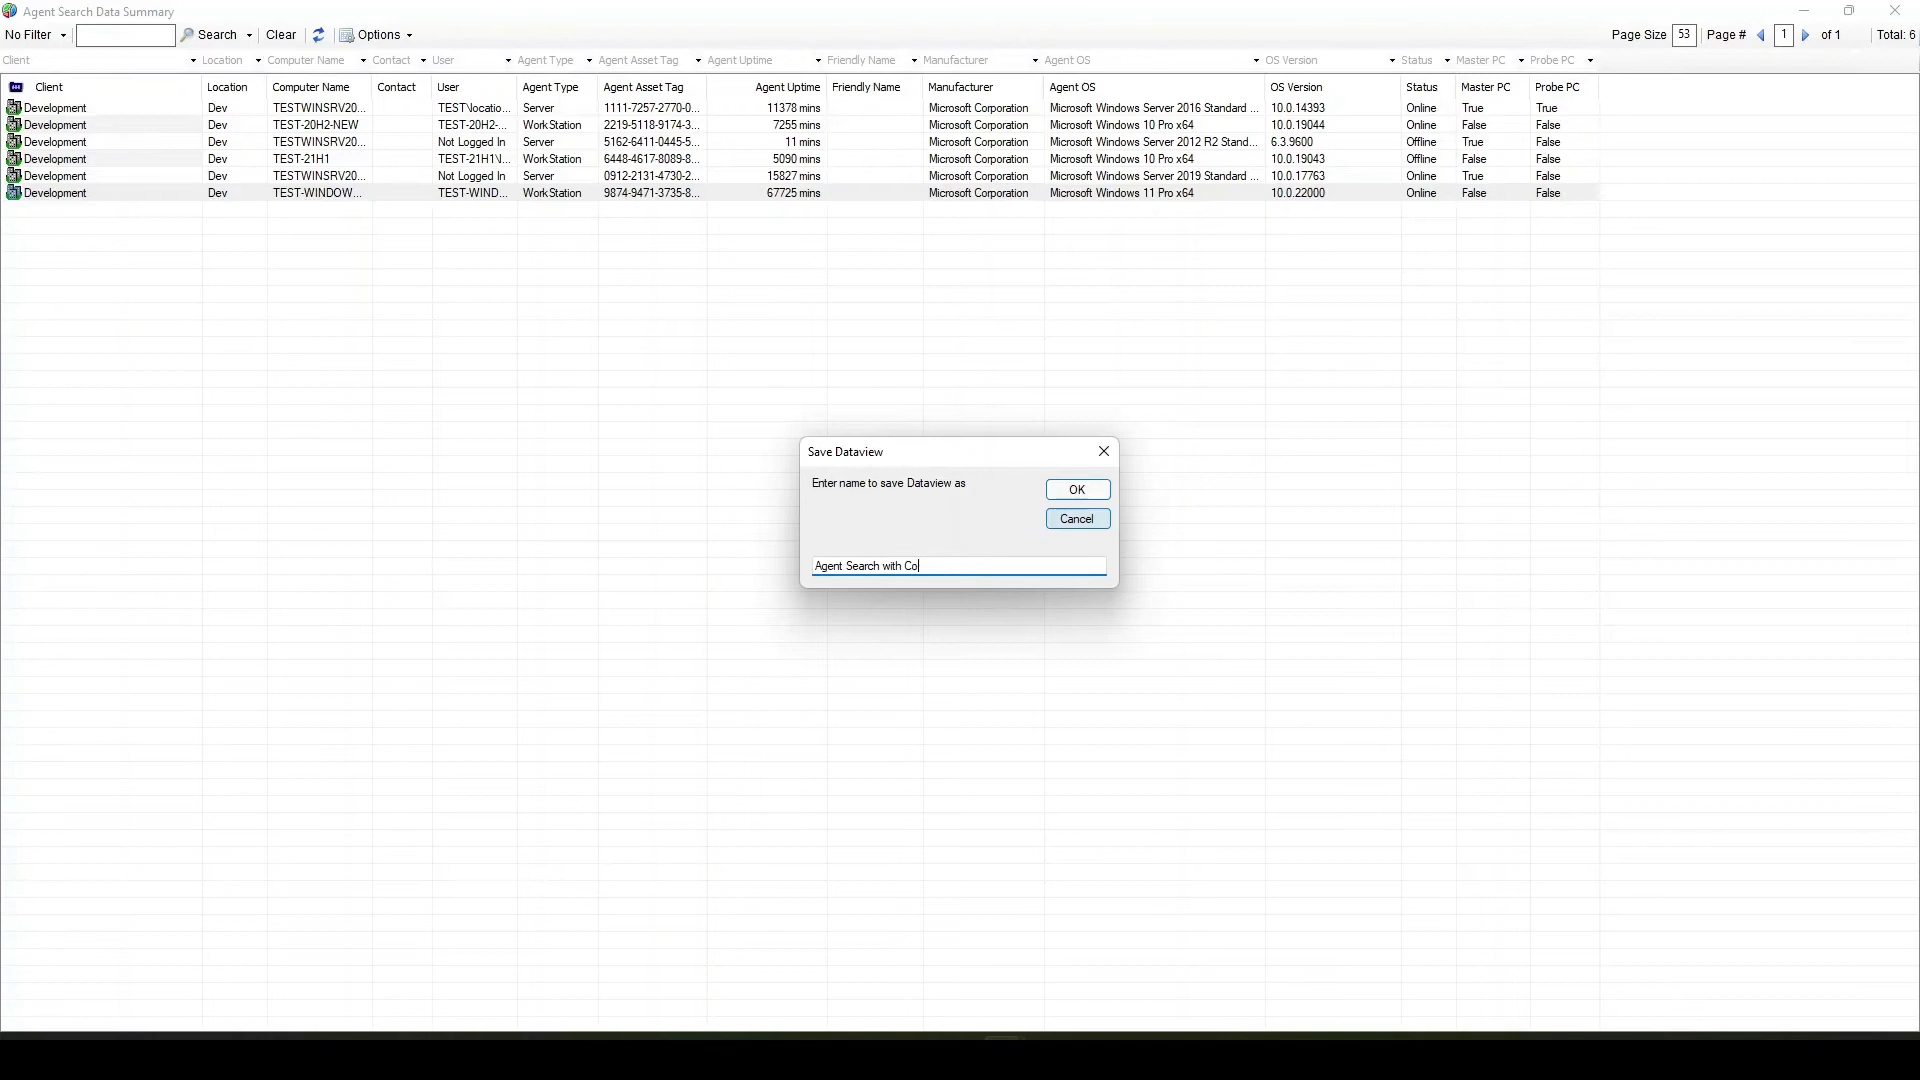 Agent Search Data Summary
No Filter Search Clear Options Page Size 53 Page # 1 of 1 Total: 6
Client Location Computer Name Contact User Agent Type Agent Asset Tag Agent Uptime Friendly Name Manufacturer Agent OS OS Version Status Master PC Probe PC
Client Location Computer Name Contact User Agent Type Agent Asset Tag Agent Uptime Friendly Name Manufacturer Agent OS OS Version Status Master PC Probe PC
Development Dev TESTWINSRV20... TEST\locatio... Server 1111-7257-2770-0... 11378 mins Microsoft Corporation Microsoft Windows Server 2016 Standard ... 10.0.14393 Online True True
Development Dev TEST-20H2-NEW TEST-20H2-... WorkStation 2219-5118-9174-3... 7255 mins Microsoft Corporation Microsoft Windows 10 Pro x64 10.0.19044 Online False False
Development Dev TESTWINSRV20... Not Logged In Server 5162-6411-0445-5... 11 mins Microsoft Corporation Microsoft Windows Server 2012 R2 Stand... 6.3.9600 Offline True False
Development Dev TEST-21H1 TEST-21H1\... WorkStation 6448-4617-8089-8... 5090 mins Microsoft Corporation Microsoft Windows 10 Pro x64 10.0.19043 Offline False False
Development Dev TESTWINSRV20... Not Logged In Server 0912-2131-4730-2... 15827 mins Microsoft Corporation Microsoft Windows Server 2019 Standard ... 10.0.17763 Online True False
Development Dev TEST-WINDOW... TEST-WIND... WorkStation 9874-9471-3735-8... 67725 mins Microsoft Corporation Microsoft Windows 11 Pro x64 10.0.22000 Online False False
Save Dataview
Enter name to save Dataview as
OK
Cancel
Agent Search with Co